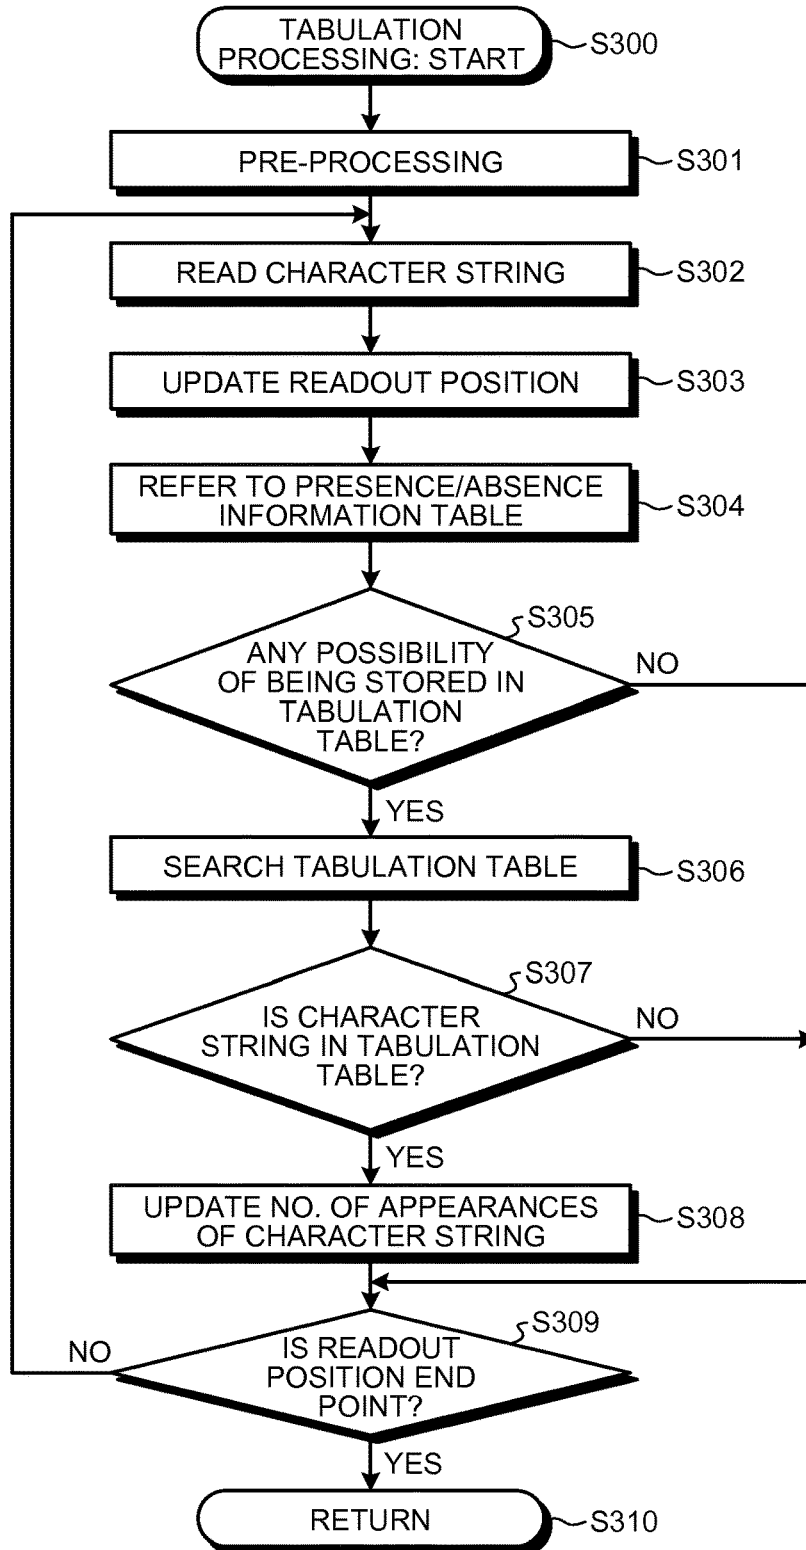 TABULATION
PROCESSING: START
S300
PRE-PROCESSING
S301
READ CHARACTER STRING
S302
UPDATE READOUT POSITION
S303
REFER TO PRESENCE/ABSENCE
INFORMATION TABLE
S304
S305
ANY POSSIBILITY
OF BEING STORED IN
TABULATION
TABLE?
NO
YES
SEARCH TABULATION TABLE
S306
S307
IS CHARACTER
STRING IN TABULATION
TABLE?
NO
YES
UPDATE NO. OF APPEARANCES
OF CHARACTER STRING
S308
S309
IS READOUT
POSITION END
POINT?
NO
YES
RETURN
S310